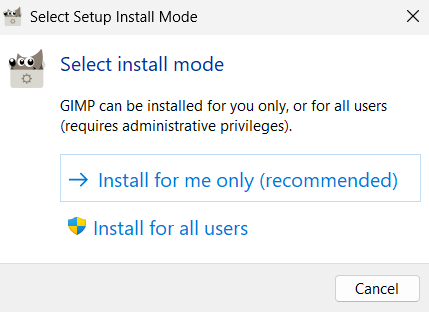 Select Setup Install Mode
Select install mode
GIMP can be installed for you only, or for all users
(requires administrative privileges).
Install for me only (recommended)
Install for all users
Cancel